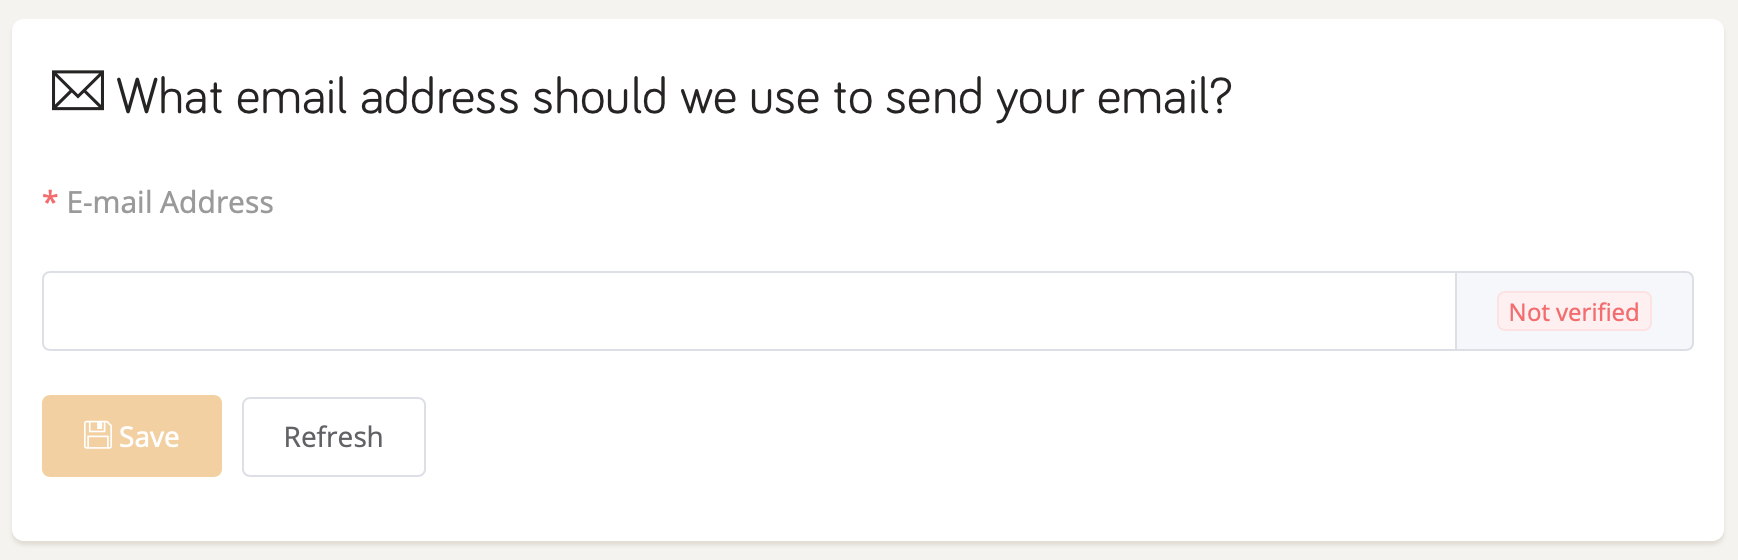 What email address should we use to send your email?
* E-mail Address
Not verified
Save
Refresh